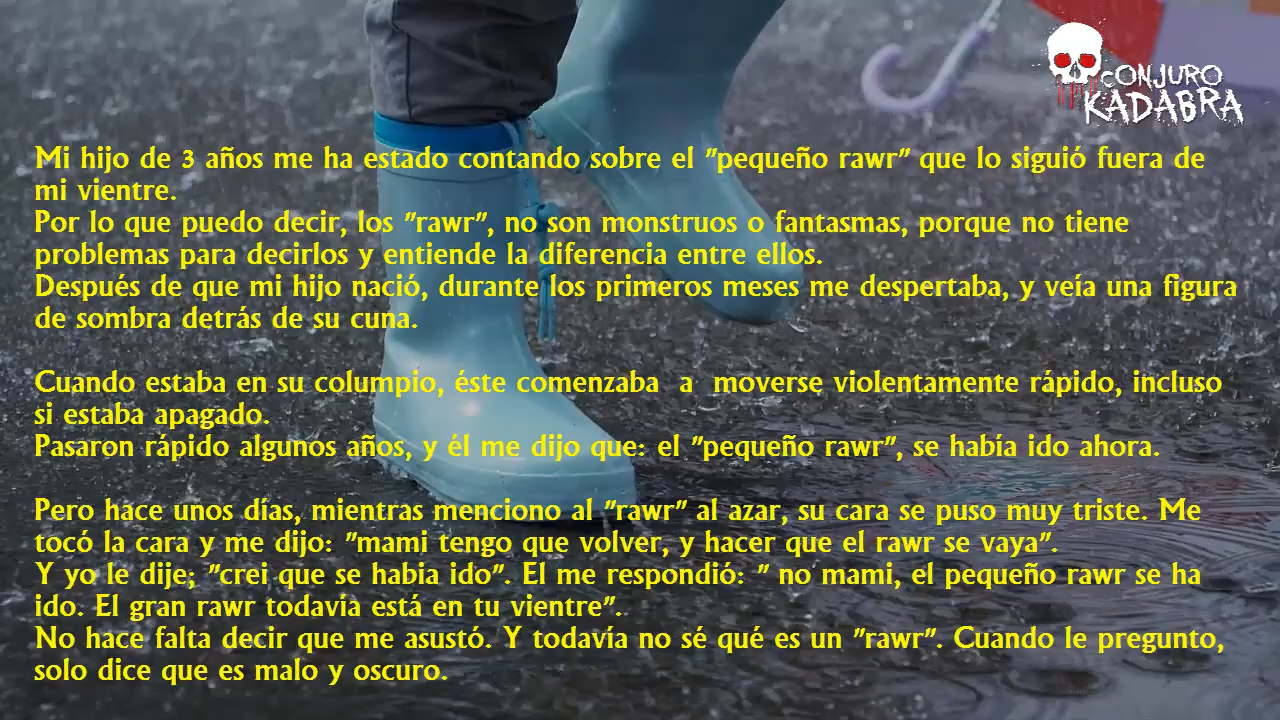 CONJURO
KADABRA
Mi hijo de 3 años me ha estado contando sobre el "pequeño rawr" que lo siguió fuera de
mi vientre.
Por lo que puedo decir, los "rawr", no son monstruos o fantasmas, porque no tiene
problemas para decirlos y entiende la diferencia entre ellos.
Después de que mi hijo nació, durante los primeros meses me despertaba, y veía una figura
de sombra detrás de su cuna.
Cuando estaba en su columpio, éste comenzaba a moverse violentamente rápido, incluso
si estaba apagado.
Pasaron rápido algunos años, y él me dijo que: el "pequeño rawr", se había ido ahora.
Pero hace unos días, mientras menciono al "rawr" al azar, su cara se puso muy triste. Me
tocó la cara y me dijo: "mami tengo que volver, y hacer que el rawr se vaya".
Y yo le dije; "crei que se habia ido". El me respondió: " no mami, el pequeño rawr se ha
ido. El gran rawr todavía está en tu vientre".
No hace falta decir que me asustó. Y todavía no sé qué es un "rawr". Cuando le pregunto,
solo dice que es malo y oscuro.